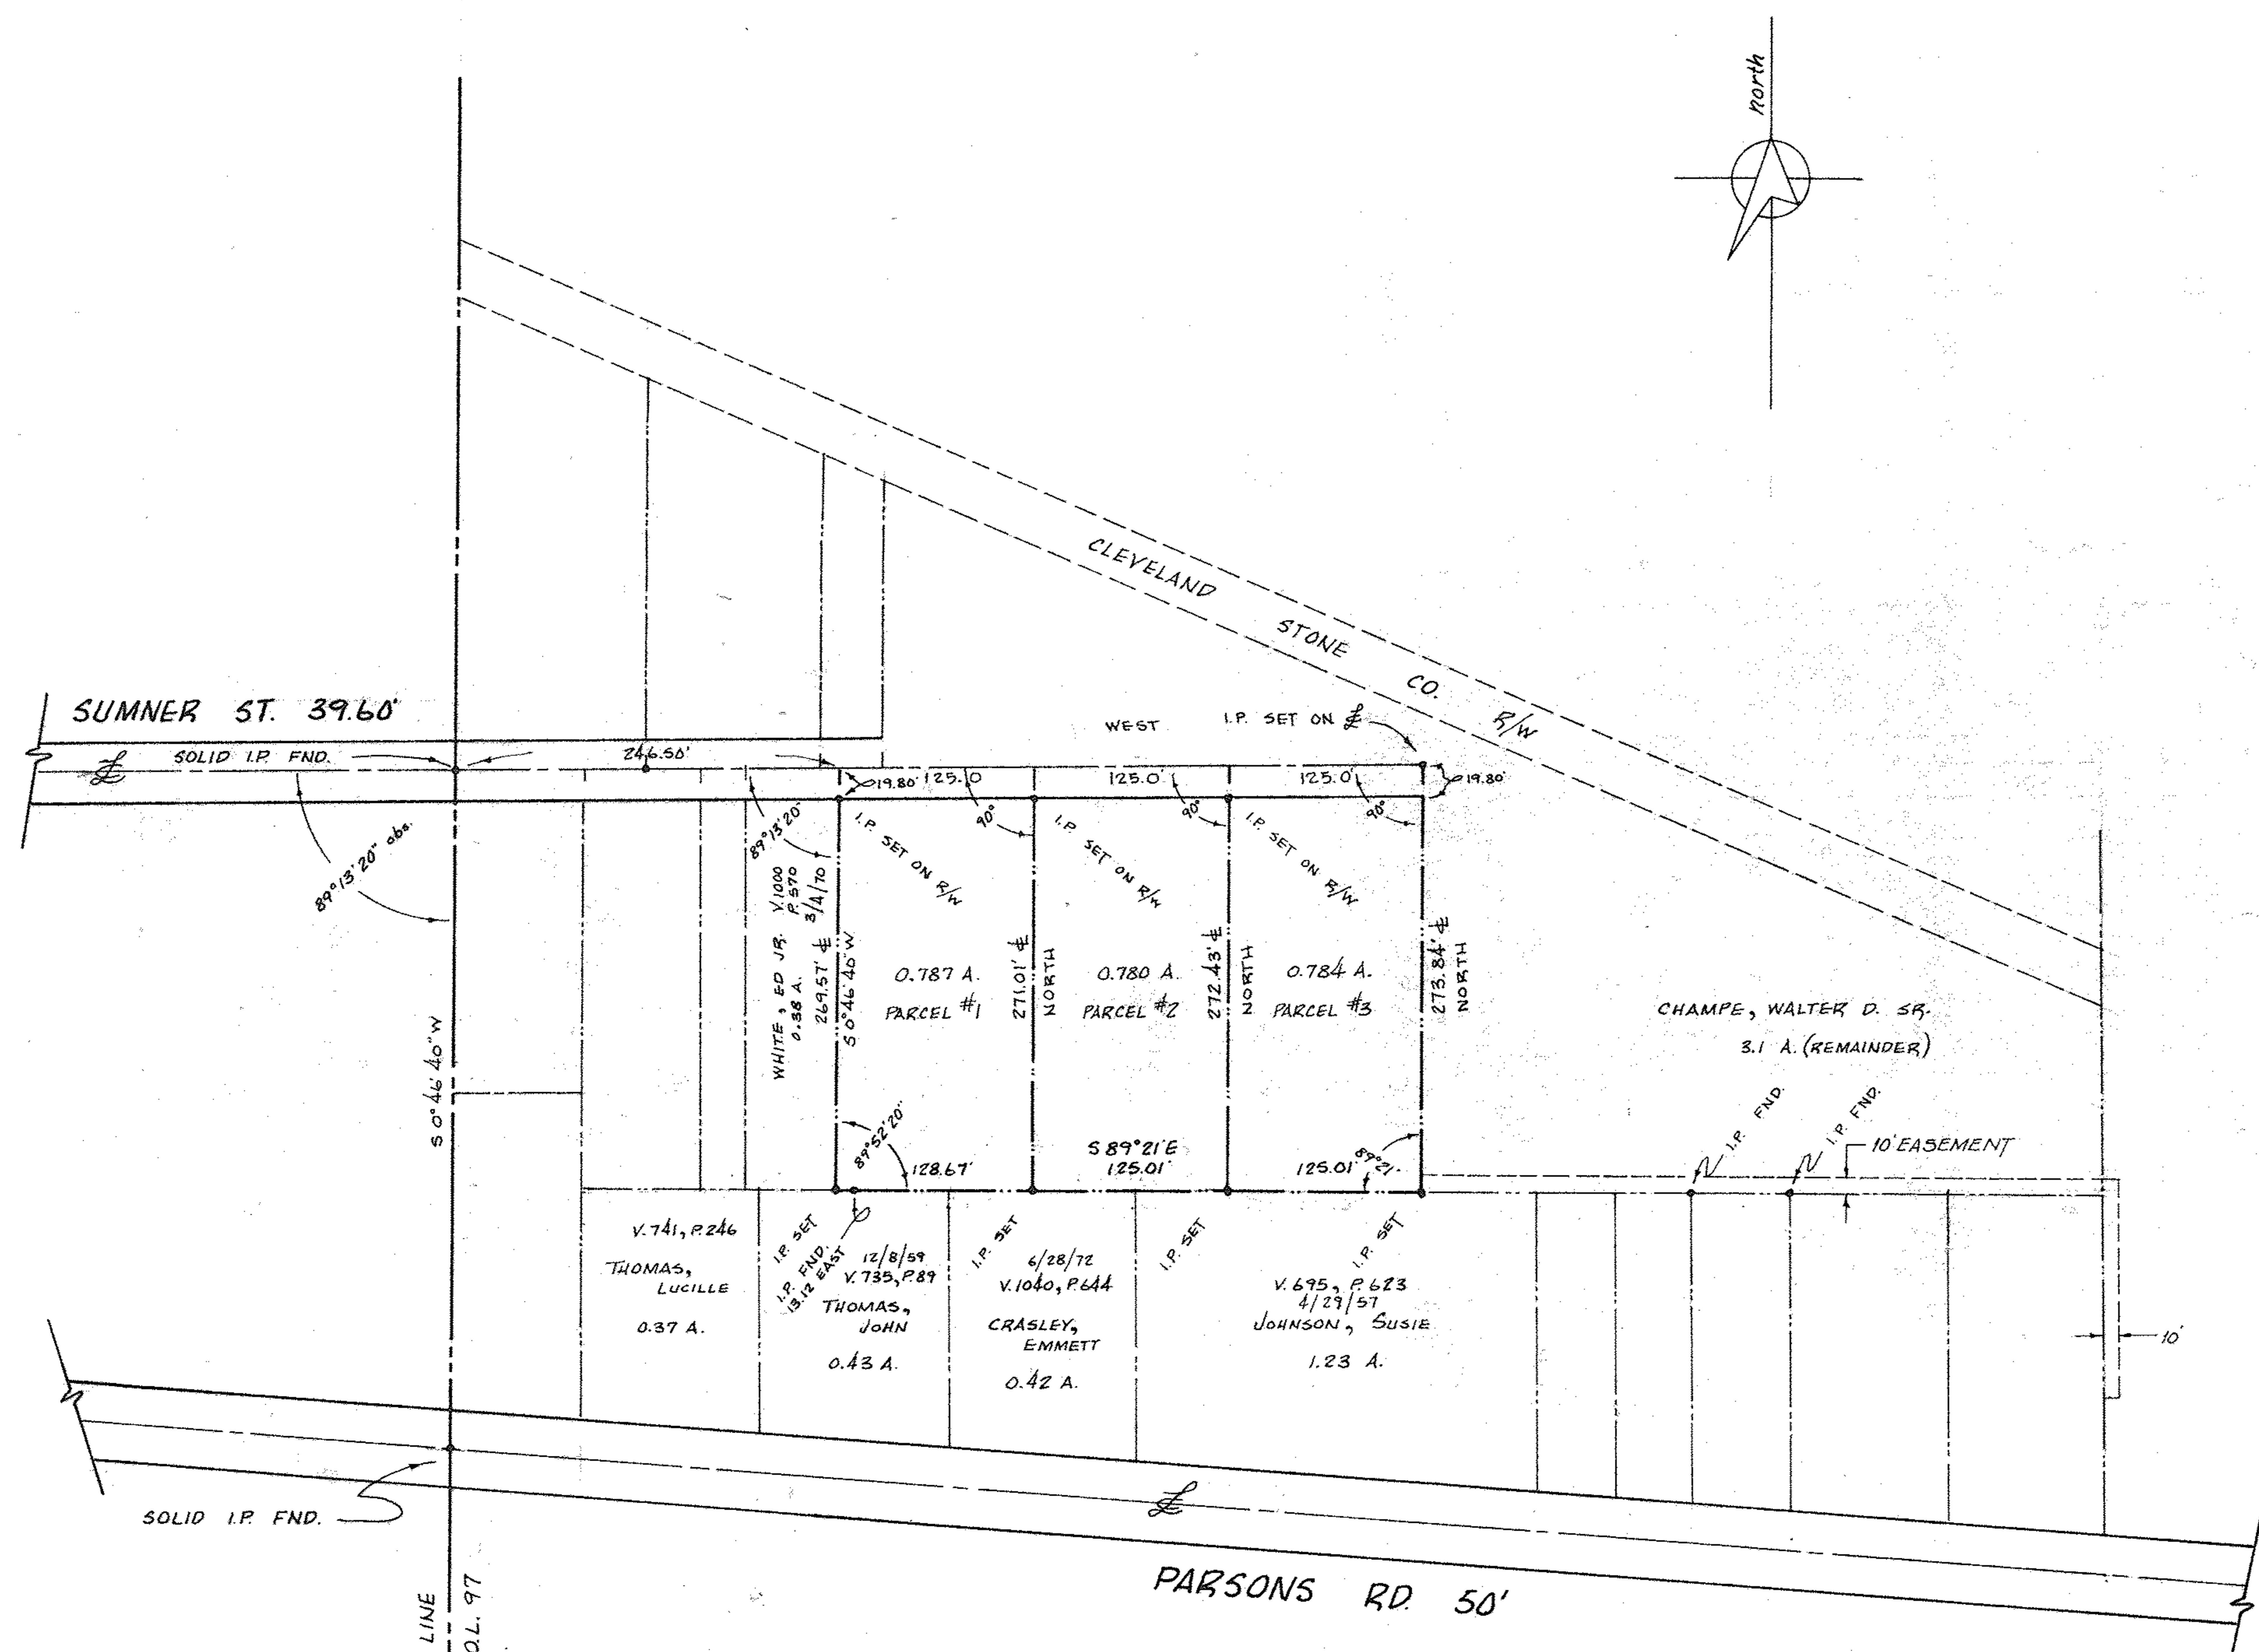 north
CLEVELAND STONE CO. R/W
SUMNER ST. 39.60'
WEST
I.P. SET ON ℄
℄
SOLID I.P. FND.
246.50'
19.80'
125.0
125.0'
125.0'
19.80'
89°13'20" obs.
89°13'20"
90°
90°
90°
I.P. SET ON R/W
I.P. SET ON R/W
I.P. SET ON R/W
WHITE, ED JR. V.1000
P.570
0.38 A. 3/4/70
269.57' ℄
S 0°46'40" W
0.787 A.
PARCEL #1
271.01' ℄
NORTH
0.780 A.
PARCEL #2
272.43' ℄
NORTH
0.784 A.
PARCEL #3
273.84' ℄
NORTH
CHAMPE, WALTER D. SR.
3.1 A. (REMAINDER)
S 0°46'40" W
89°52'20"
128.67'
S 89°21' E
125.01'
125.01'
89°21'
I.P. FND.
I.P. FND.
10' EASEMENT
V.741, P.246
THOMAS,
LUCILLE
0.37 A.
I.P. SET
I.P. FND.
13.12 EAST
12/8/59
V.735, P.89
THOMAS,
JOHN
0.43 A.
I.P. SET
6/28/72
V.1040, P.644
CRASLEY,
EMMETT
0.42 A.
I.P. SET
I.P. SET
V.695, P.623
4/29/57
JOHNSON, SUSIE
1.23 A.
10'
SOLID I.P. FND.
℄
PARSONS RD. 50'
LINE
O.L. 97